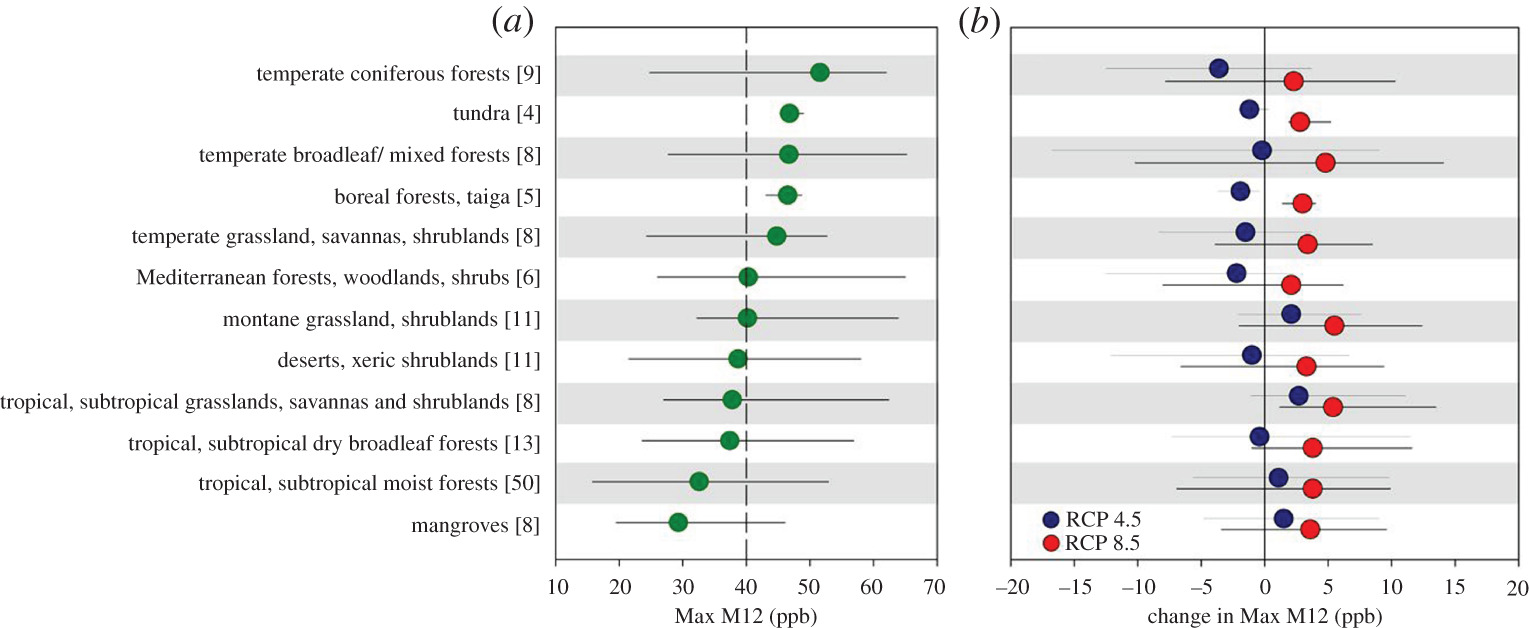 (a)
(b)
temperate coniferous forests [9]
tundra [4]
temperate broadleaf/ mixed forests [8]
boreal forests, taiga [5]
temperate grassland, savannas, shrublands [8]
Mediterranean forests, woodlands, shrubs [6]
montane grassland, shrublands [11]
deserts, xeric shrublands [11]
tropical, subtropical grasslands, savannas and shrublands [8]
tropical, subtropical dry broadleaf forests [13]
tropical, subtropical moist forests [50]
mangroves [8]
RCP 4.5
RCP 8.5
10 20 30 40 50 60 70
Max M12 (ppb)
–20 –15 –10 –5 0 5 10 15 20
change in Max M12 (ppb)